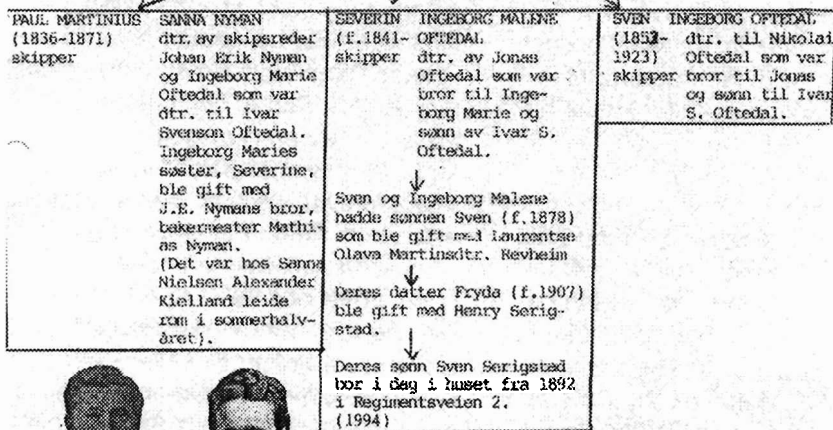 PAUL MARTINIUS
(1836-1871)
skipper
SANNA NYMAN
dtr. av skipsreder
Johan Erik Nyman
og Ingeborg Marie
Oftedal som var
dtr. til Ivar
Svenson Oftedal.
Ingeborg Maries
søster, Severine,
ble gift med
J.E. Nymans bror,
bakermester Mathi-
as Nyman.
(Det var hos Sanna
Nielsen Alexander
Kielland leide
rom i sommerhalv-
året).
SEVERIN
(f.1841-
skipper
INGEBORG MALENE
OFTEDAL
dtr. av Jonas
Oftedal som var
bror til Inge-
borg Marie og
sønn av Ivar S.
Oftedal.
Sven og Ingeborg Malene
hadde sønnen Sven (f.1878)
som ble gift med Laurentse
Olava Martinsdtr. Revheim
Deres datter Fryda (f.1907)
ble gift med Henry Serig-
stad.
Deres sønn Sven Serigstad
bor i dag i huset fra 1892
i Regimentsveien 2.
(1994)
SVEN
(1852-
1923)
skipper
INGEBORG OFTEDAL
dtr. til Nikolai
Oftedal som var
bror til Jonas
og sønn til Ivar
S. Oftedal.